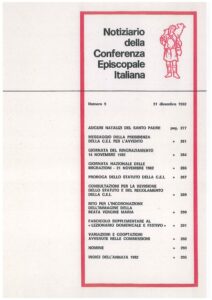 Notiziario
della
Conferenza
Episcopale
Italiana
Numero 9
31 dicembre 1982
AUGURI NATALIZI DEL SANTO PADRE pag. 277
MESSAGGIO DELLA PRESIDENZA
DELLA C.E.I. PER L'AVVENTO » 281
GIORNATA DEL RINGRAZIAMENTO
14 NOVEMBRE 1982
GIORNATA NAZIONALE DELLE
MIGRAZIONI - 21 NOVEMBRE 1982
PROROGA DELLO STATUTO DELLA C.E.I. » 287
CONSULTAZIONI PER LA REVISIONE
DELLO STATUTO E DEL REGOLAMENTO
DELLA C.E.I.
RITO PER L'INCORONAZIONE
DELL'IMMAGINE DELLA
BEATA VERGINE MARIA
FASCICOLO SUPPLEMENTARE AL
« LEZIONARIO DOMENICALE E FESTIVO »
VARIAZIONI E COOPTAZIONI
AVVENUTE NELLE COMMISSIONI
NOMINE
INDICI DELL'ANNATA 1982